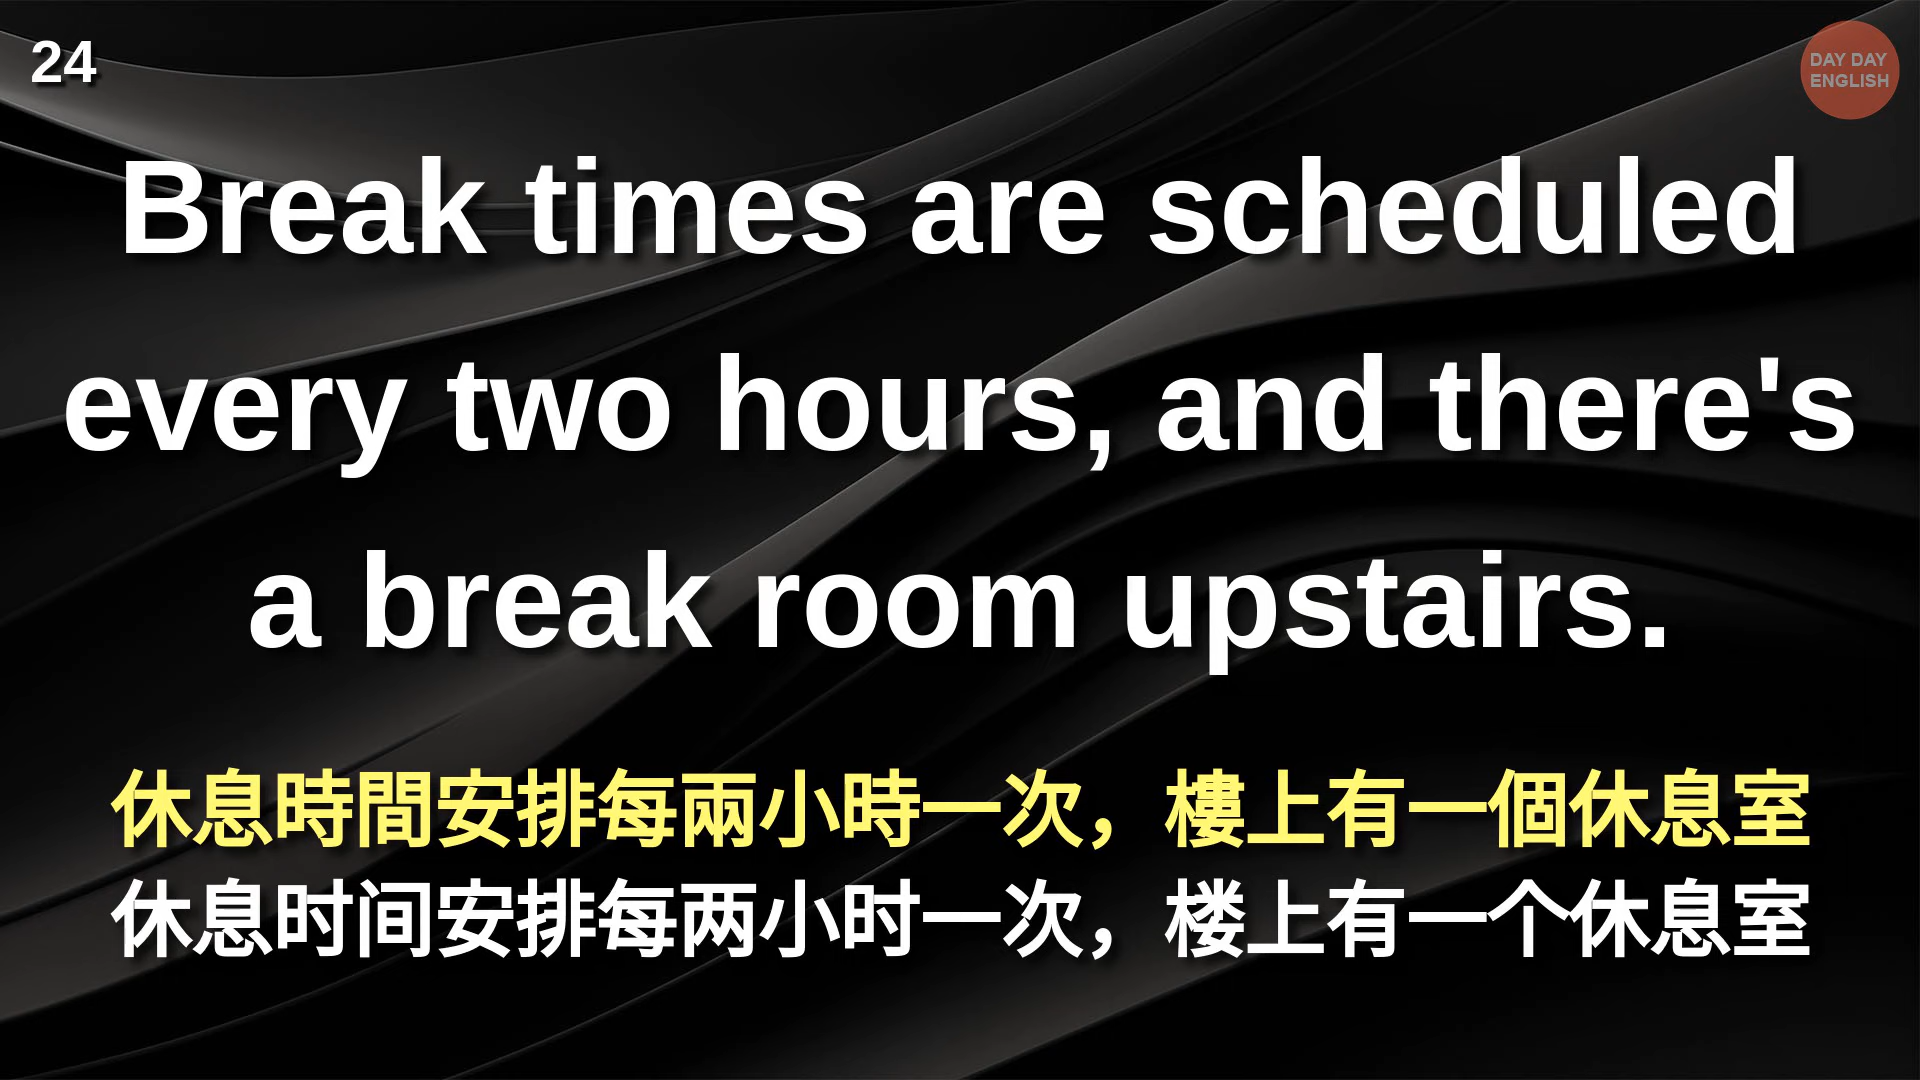 24
DAY DAY
ENGLISH
Break times are scheduled
every two hours, and there's
a break room upstairs.
休息時間安排每兩小時一次，樓上有一個休息室
休息时间安排每两小时一次，楼上有一个休息室